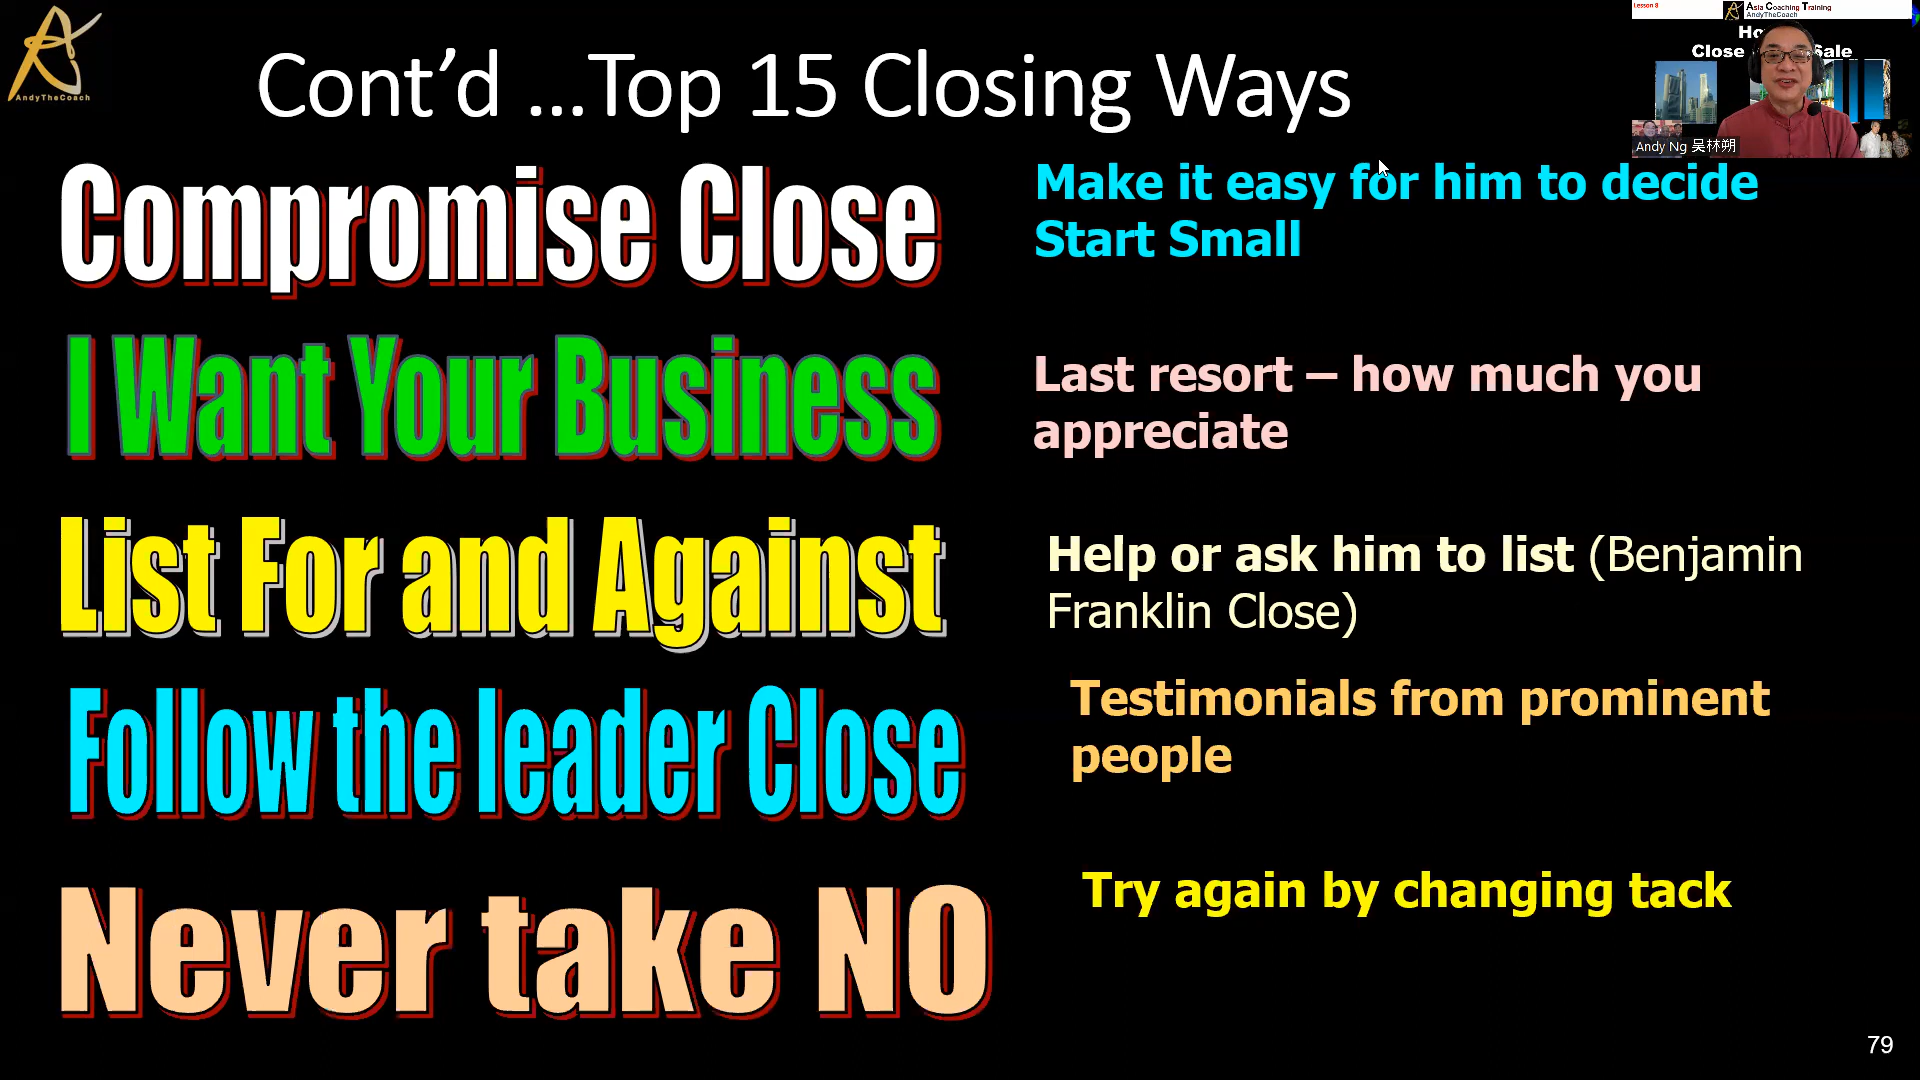 AndyTheCoach
Cont’d ...Top 15 Closing Ways
Lesson 8
Asia Coaching Training
AndyTheCoach
Close Sale
Andy Ng 吴林朔
Compromise Close
Make it easy for him to decide
Start Small
I Want Your Business
Last resort – how much you
appreciate
List For and Against
Help or ask him to list (Benjamin
Franklin Close)
Follow the leader Close
Testimonials from prominent
people
Never take NO
Try again by changing tack
79